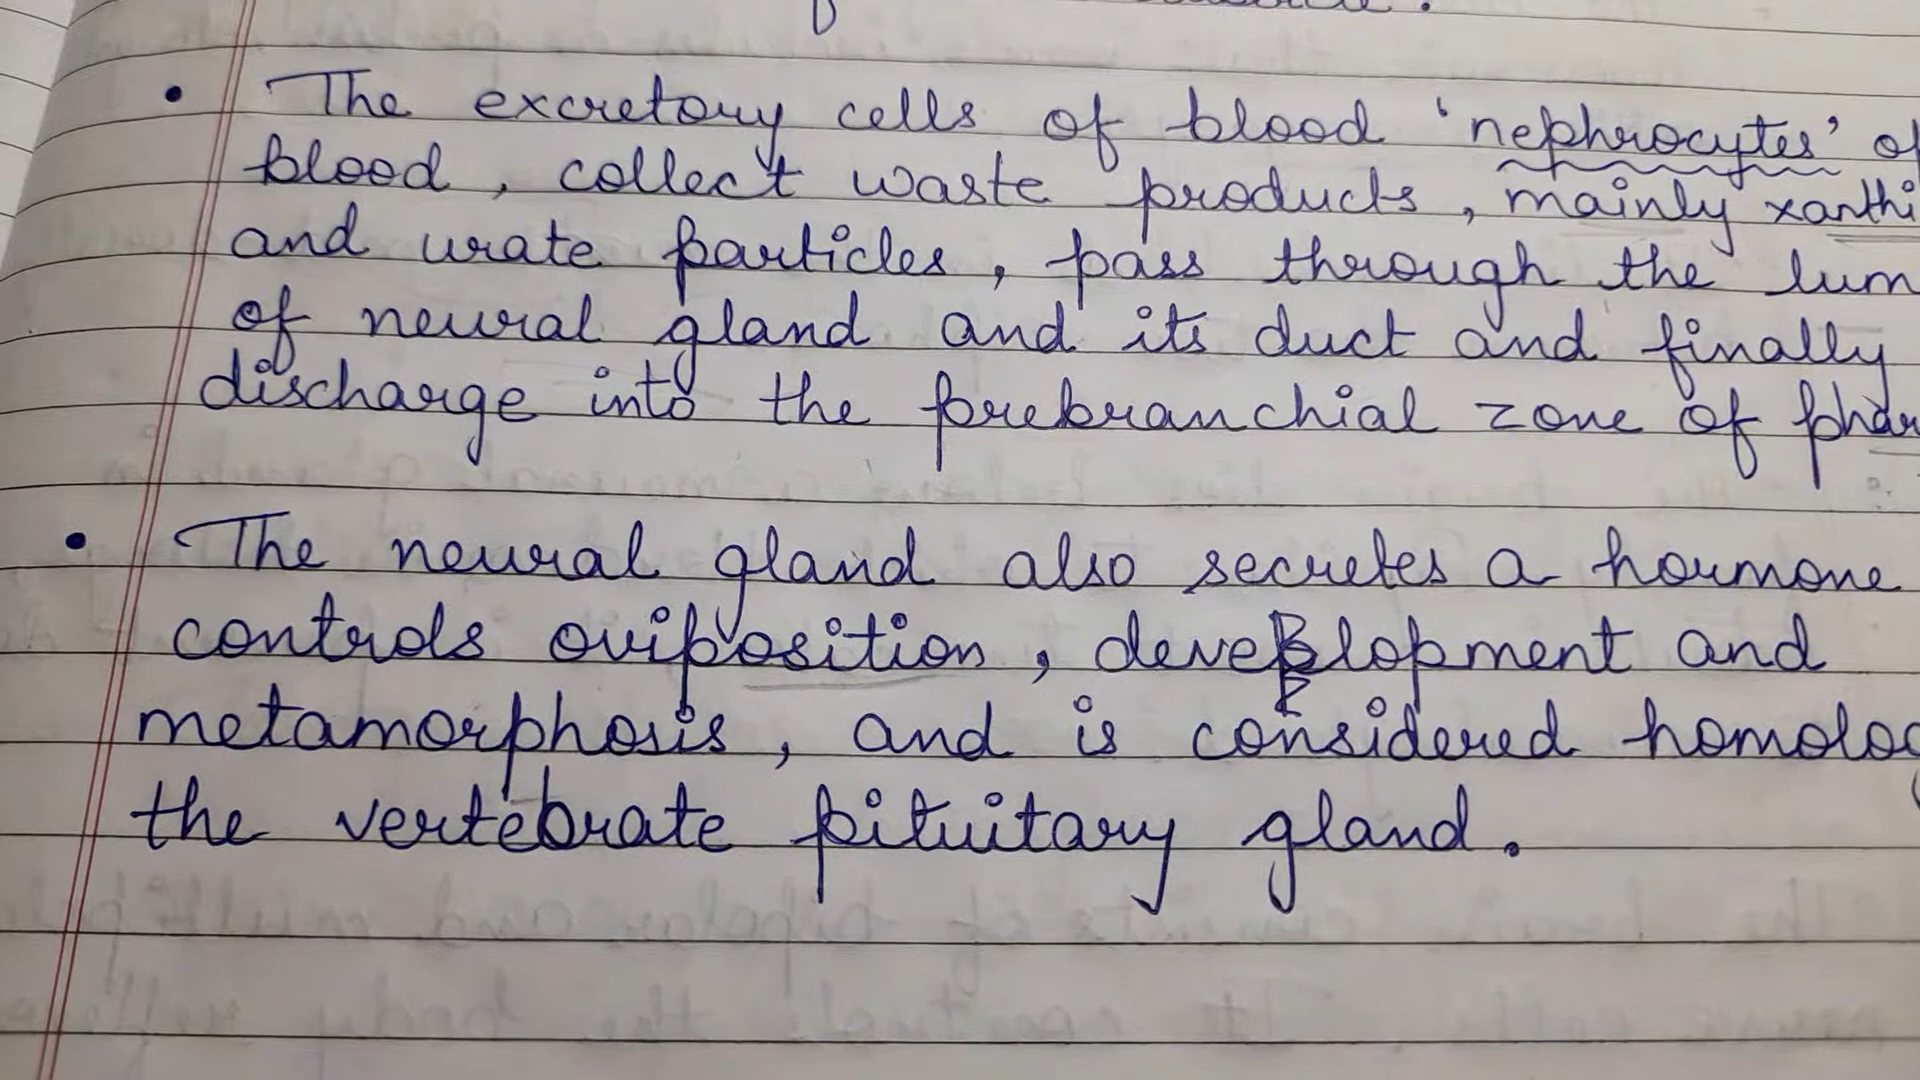 • The excretory cells of blood ‘nephrocytes’ of
blood, collect waste products, mainly xanthi
and urate particles, pass through the lum
of neural gland and its duct and finally
discharge into the prebranchial zone of phar
• The neural gland also secretes a hormone
controls oviposition, development and
metamorphosis, and is considered homolog
the vertebrate pituitary gland.